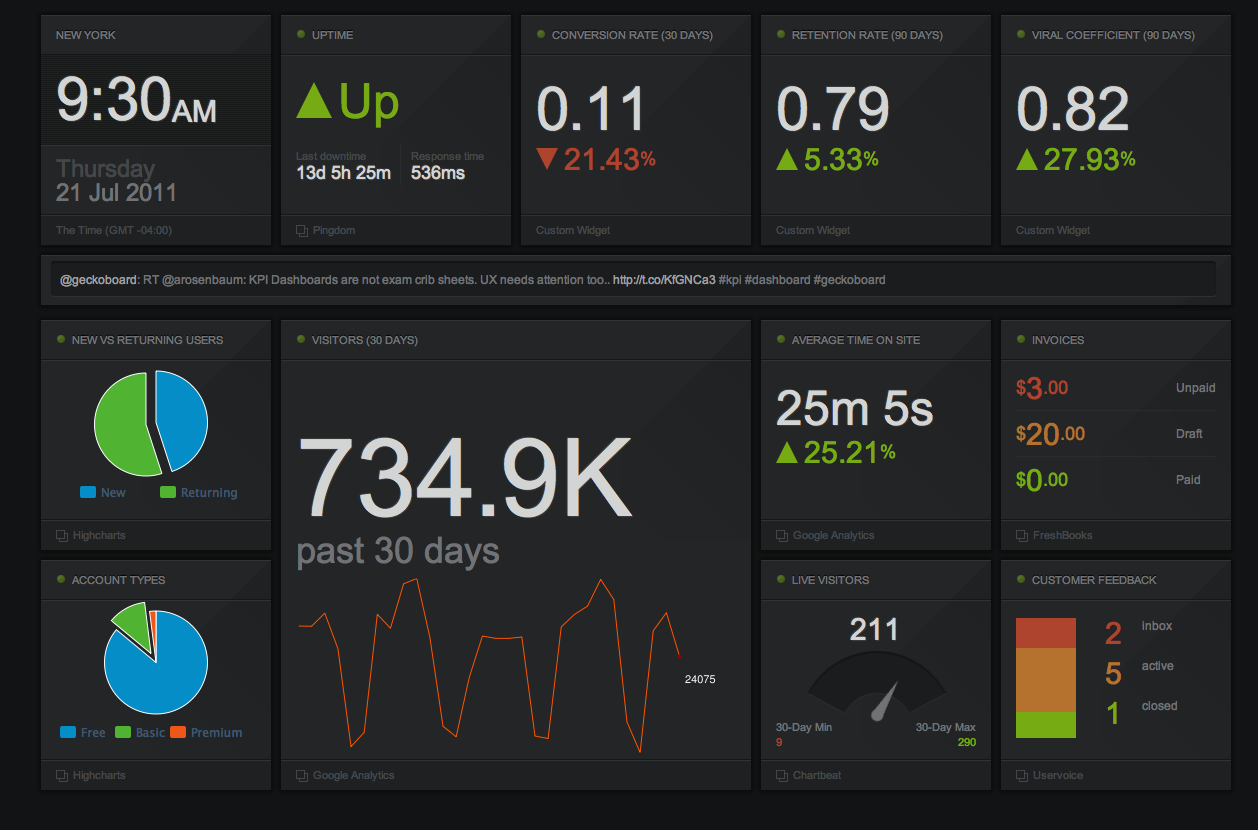 NEW YORK
9:30AM
Thursday
21 Jul 2011
The Time (GMT -04:00)
UPTIME
Up
Last downtime
13d 5h 25m
Response time
536ms
Pingdom
CONVERSION RATE (30 DAYS)
0.11
21.43%
Custom Widget
RETENTION RATE (90 DAYS)
0.79
5.33%
Custom Widget
VIRAL COEFFICIENT (90 DAYS)
0.82
27.93%
Custom Widget
@geckoboard: RT @arosenbaum: KPI Dashboards are not exam crib sheets. UX needs attention too.. http://t.co/KfGNCa3 #kpi #dashboard #geckoboard
NEW VS RETURNING USERS
New Returning
Highcharts
VISITORS (30 DAYS)
734.9K
past 30 days
24075
Google Analytics
AVERAGE TIME ON SITE
25m 5s
25.21%
Google Analytics
INVOICES
$3.00 Unpaid
$20.00 Draft
$0.00 Paid
FreshBooks
ACCOUNT TYPES
Free Basic Premium
Highcharts
LIVE VISITORS
211
30-Day Min 30-Day Max
9 290
Chartbeat
CUSTOMER FEEDBACK
2 inbox
5 active
1 closed
Uservoice